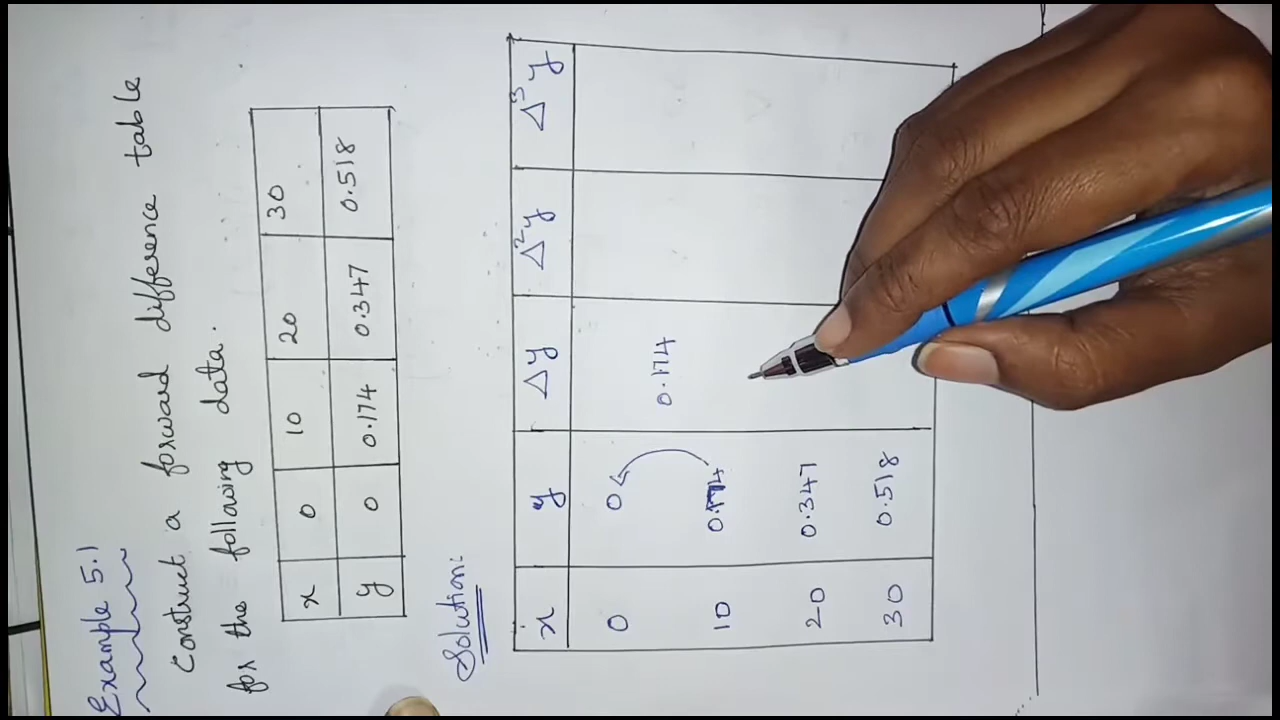 Example 5.1
Construct a forward difference table
for the following data.
x 0 10 20 30
y 0 0.174 0.347 0.518
Solution:
x y Δy Δ²y Δ³y
0 0
0.174
10 0.174
20 0.347
30 0.518